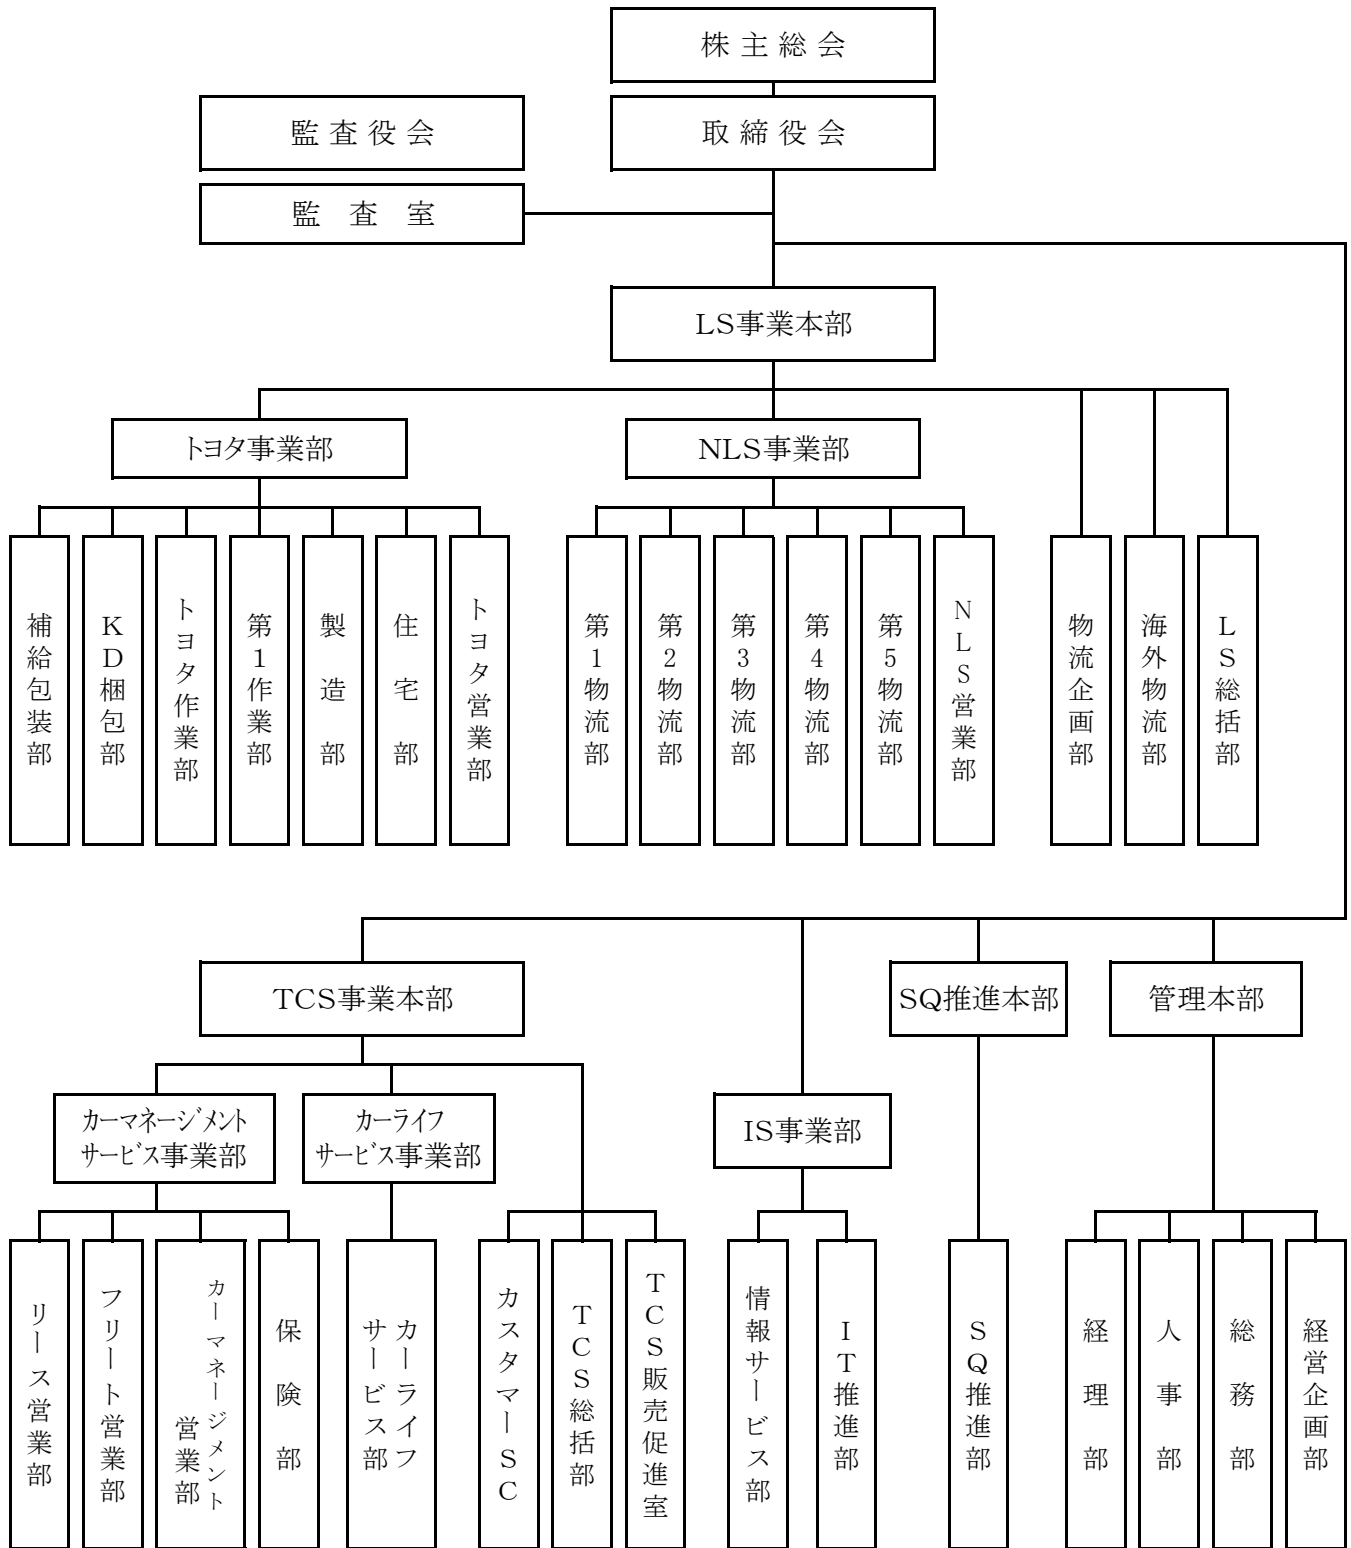 株主総会
監査役会
取締役会
監査室
LS事業本部
トヨタ事業部
NLS事業部
補給包装部
KD梱包部
トヨタ作業部
第1作業部
製造部
住宅部
トヨタ営業部
第1物流部
第2物流部
第3物流部
第4物流部
第5物流部
NLS営業部
物流企画部
海外物流部
LS総括部
TCS事業本部
SQ推進本部
管理本部
カーマネージメント
サービス事業部
カーライフ
サービス事業部
IS事業部
リース営業部
フリート営業部
カーマネージメント
営業部
保険部
カーライフ
サービス部
カスタマーSC
TCS総括部
TCS販売促進室
情報サービス部
IT推進部
SQ推進部
経理部
人事部
総務部
経営企画部